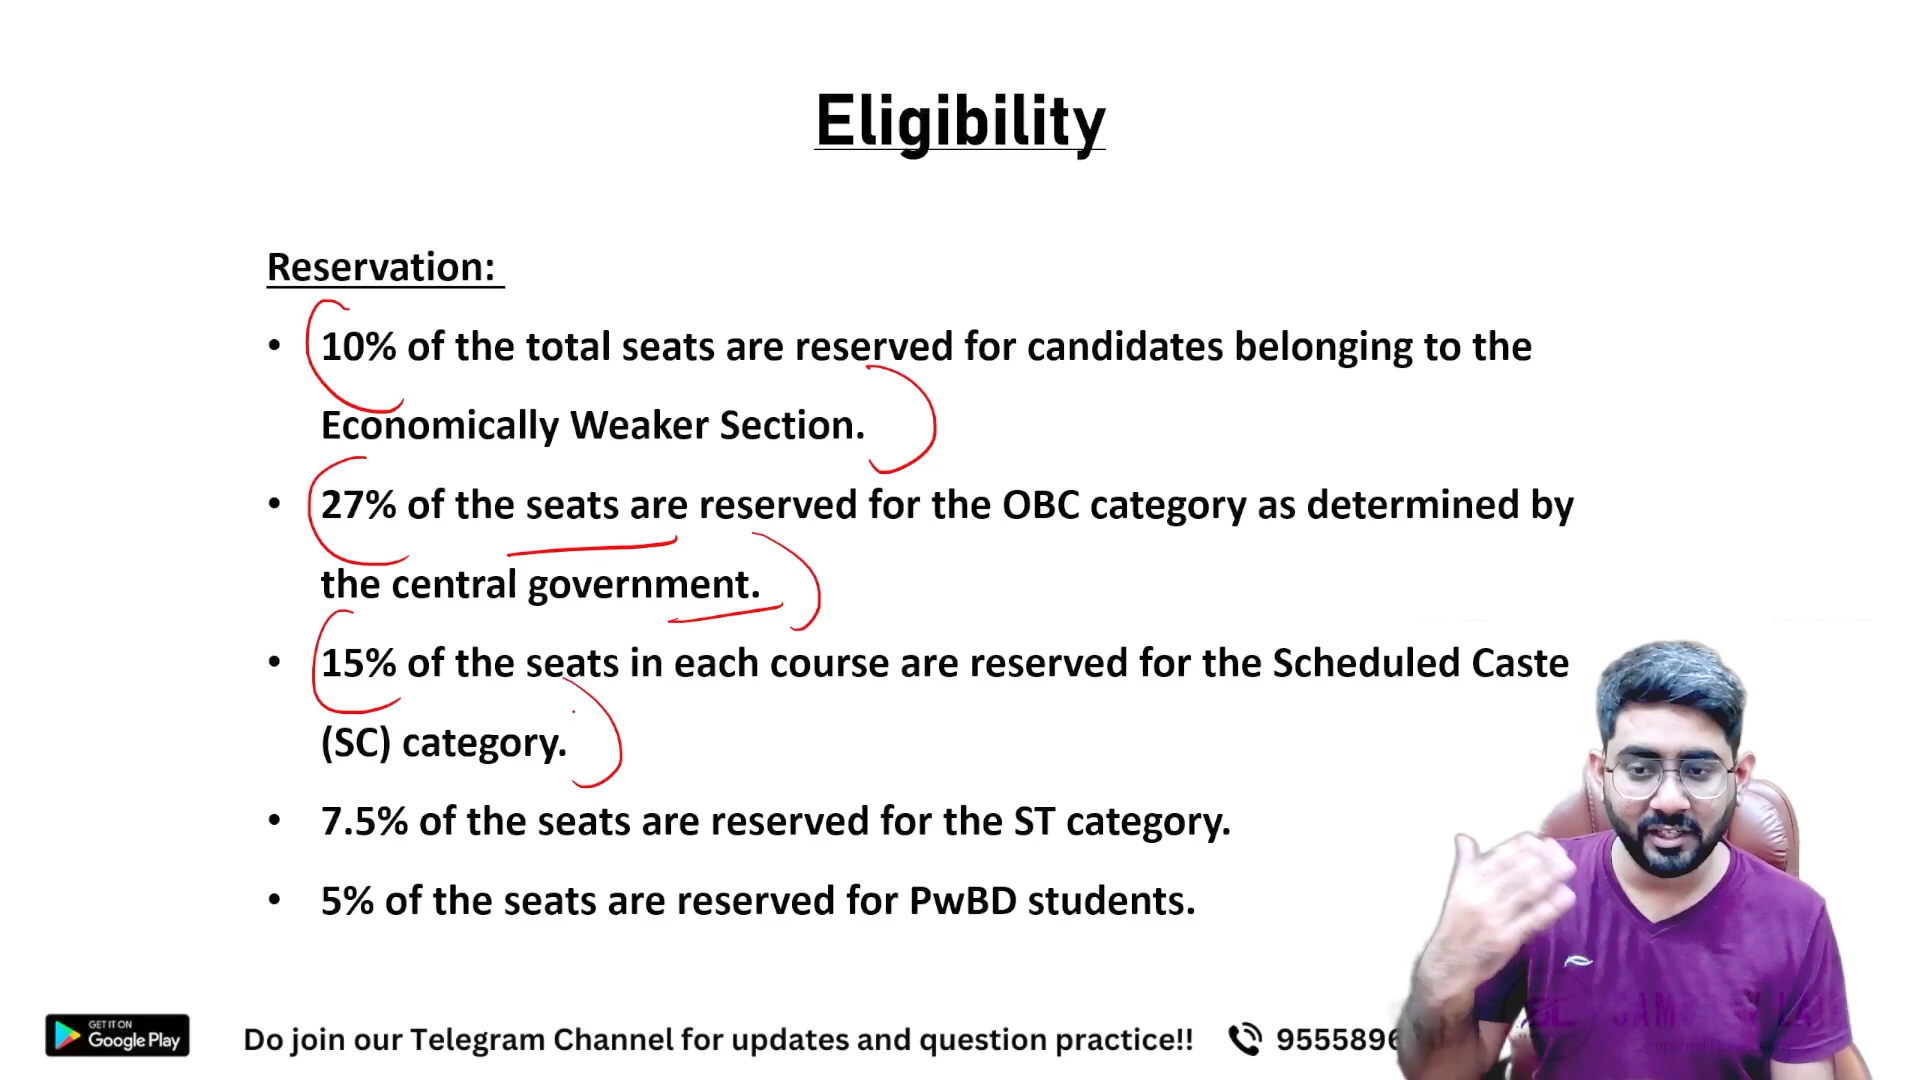 Eligibility
Reservation:
• 10% of the total seats are reserved for candidates belonging to the
Economically Weaker Section.
• 27% of the seats are reserved for the OBC category as determined by
the central government.
• 15% of the seats in each course are reserved for the Scheduled Caste
(SC) category.
• 7.5% of the seats are reserved for the ST category.
• 5% of the seats are reserved for PwBD students.
GET IT ON
Google Play
Do join our Telegram Channel for updates and question practice!! 9555896